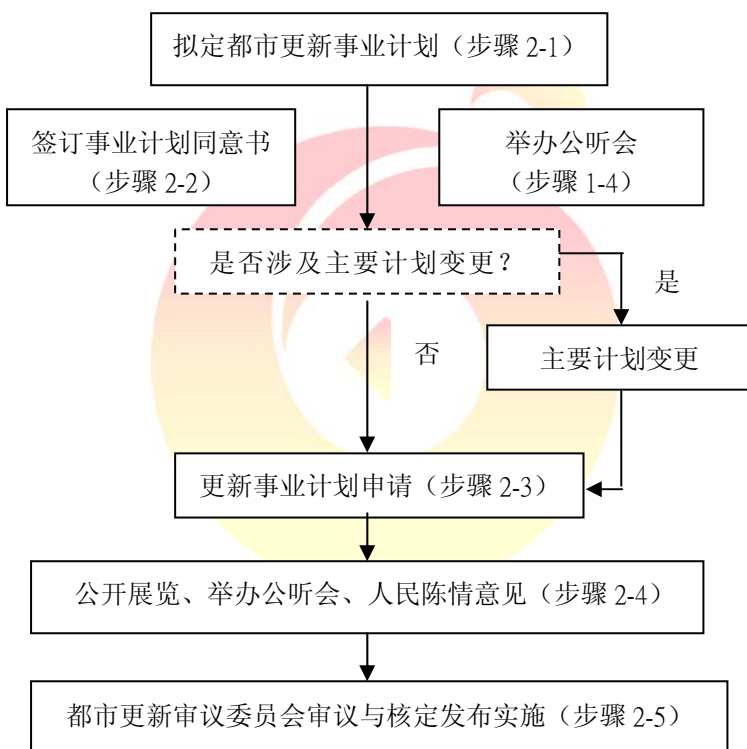 拟定都市更新事业计划（步骤 2-1）
签订事业计划同意书
（步骤 2-2）
举办公听会
（步骤 1-4）
是否涉及主要计划变更？
是
否
主要计划变更
更新事业计划申请（步骤 2-3）
公开展览、举办公听会、人民陈情意见（步骤 2-4）
都市更新审议委员会审议与核定发布实施（步骤 2-5）